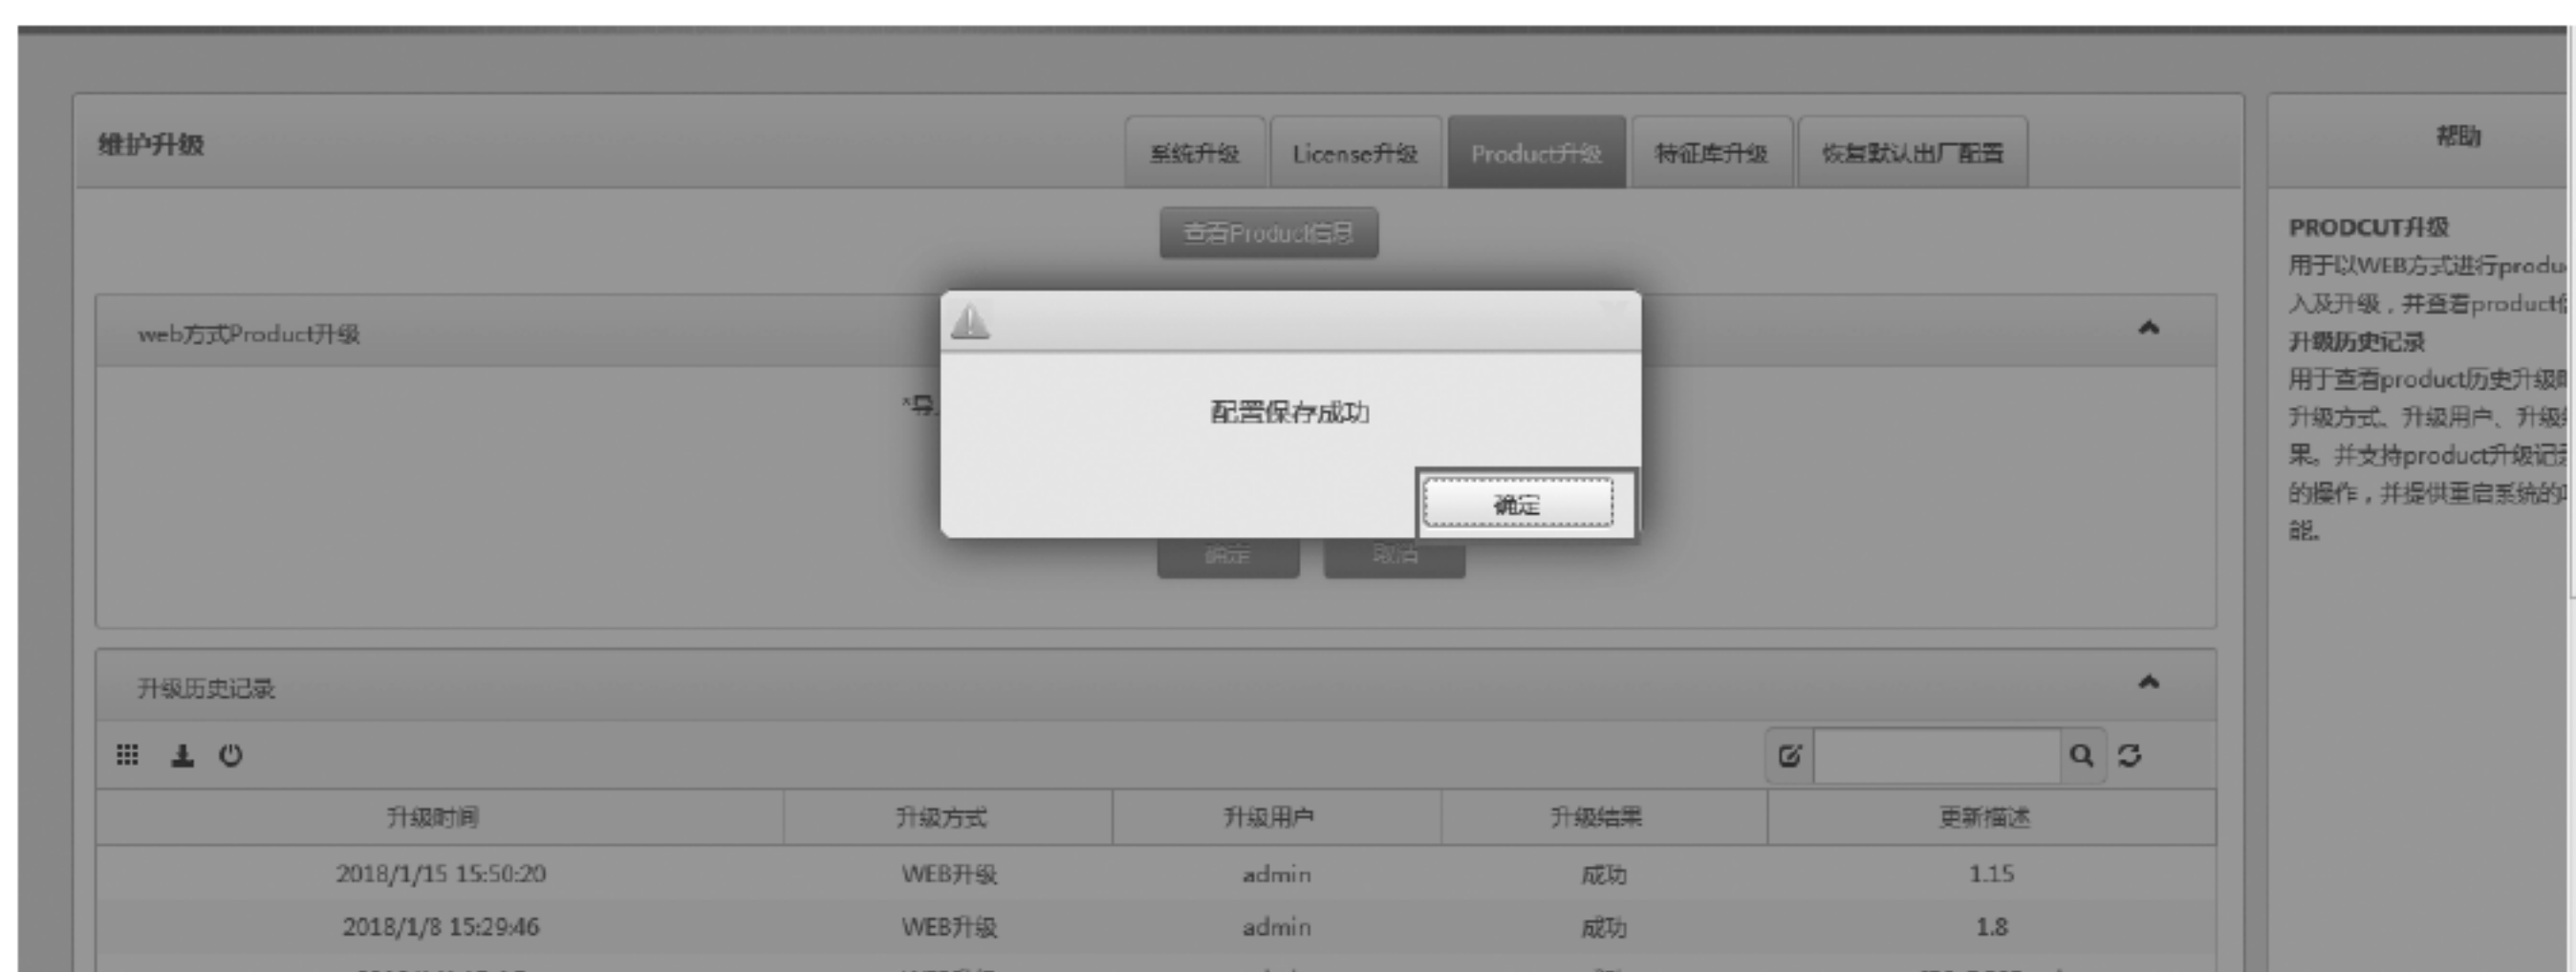 维护升级
系统升级
License升级
Product升级
特征库升级
恢复默认出厂配置
查看Product信息
web方式Product升级
*导
配置保存成功
确定
确定
取消
升级历史记录
升级时间 升级方式 升级用户 升级结果 更新描述
2018/1/15 15:50:20 WEB升级 admin 成功 1.15
2018/1/8 15:29:46 WEB升级 admin 成功 1.8
帮助
PRODCUT升级
用于以WEB方式进行produ
入及升级，并查看product
升级历史记录
用于查看product历史升级
升级方式、升级用户、升级
果。并支持product升级记
的操作，并提供重启系统的
能。